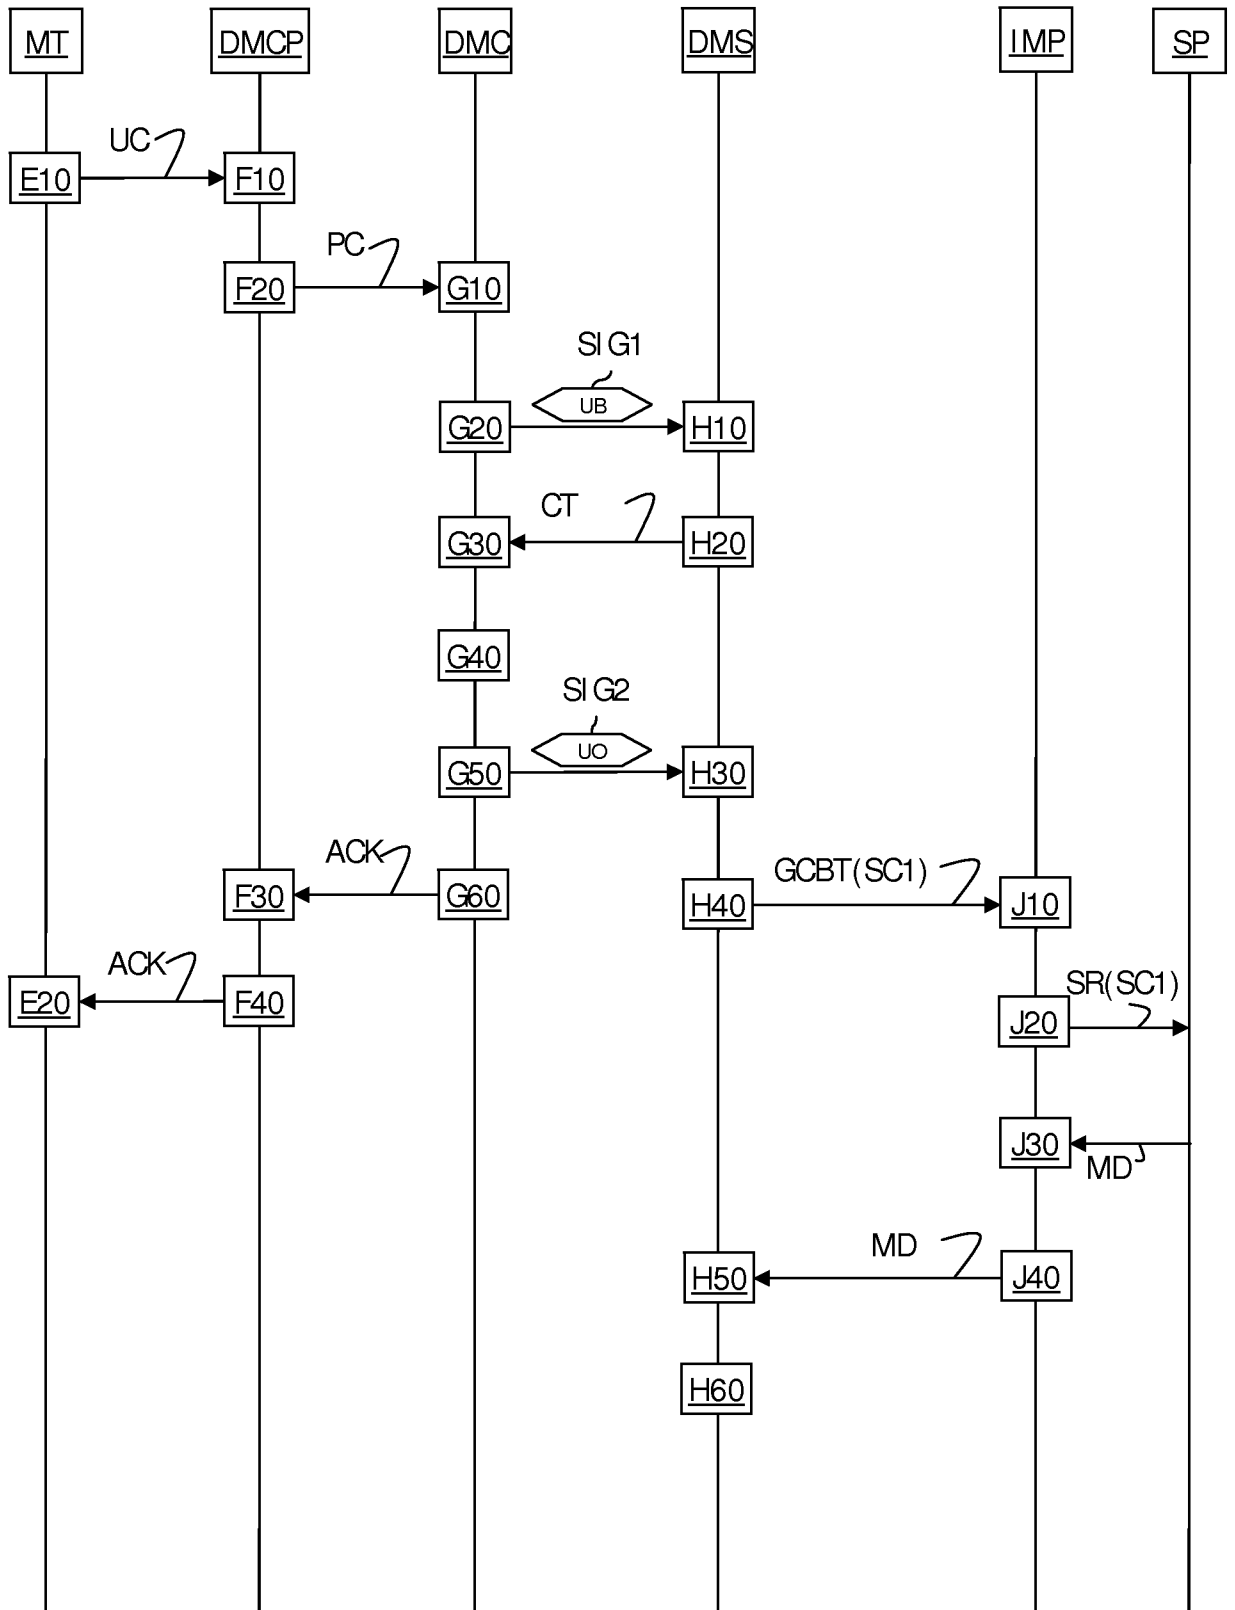 MT DMCP DMC DMS IMP SP
UC
E10 F10
PC
F20 G10
SIG1
UB
G20 H10
CT
G30 H20
G40
SIG2
UO
G50 H30
ACK GCBT(SC1)
F30 G60 H40 J10
ACK SR(SC1)
E20 F40 J20
J30
MD
MD
H50 J40
H60